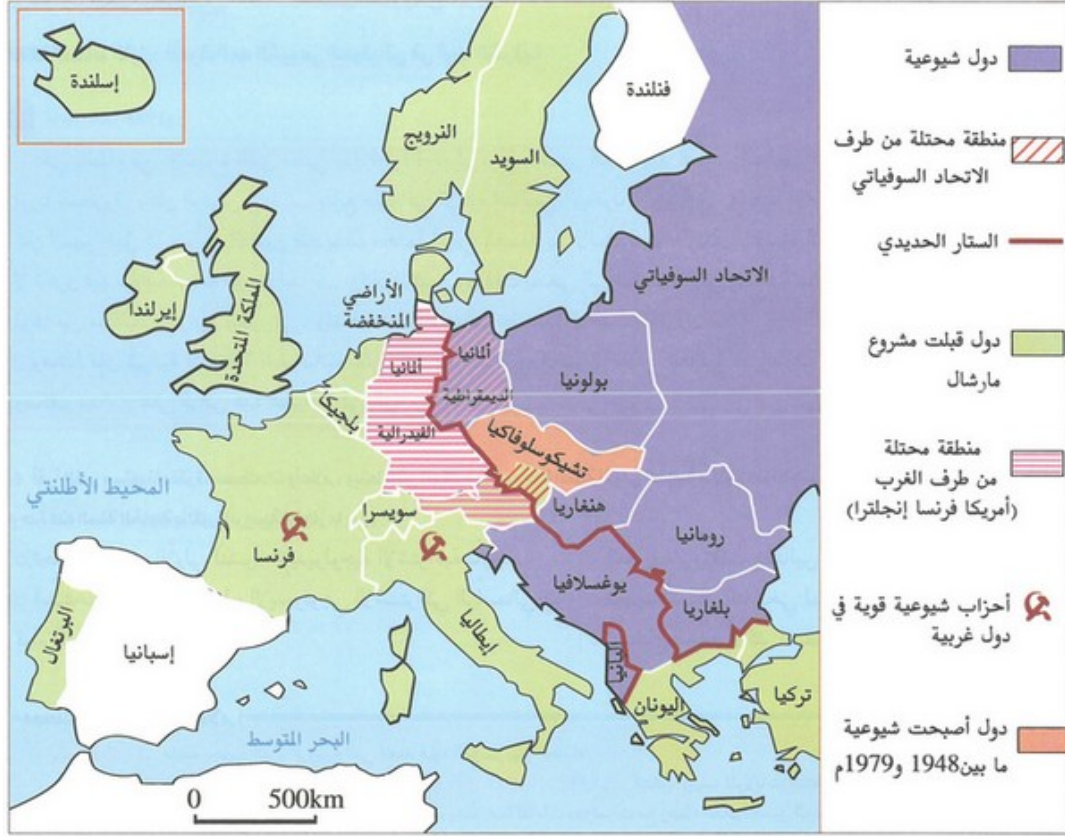 إسلندة
النرويج
السويد
فنلندة
الاتحاد السوفياتي
إيرلندا
المملكة المتحدة
الأراضي
المنخفضة
ألمانيا
الفيدرالية
ألمانيا
الديمقراطية
بولونيا
بلجيكا
تشيكوسلوفاكيا
المحيط الأطلنتي
فرنسا
سويسرا
هنغاريا
رومانيا
يوغسلافيا
بلغاريا
إيطاليا
ألبانيا
اليونان
تركيا
البرتغال
إسبانيا
البحر المتوسط
0 500km
دول شيوعية
منطقة محتلة من طرف
الاتحاد السوفياتي
الستار الحديدي
دول قبلت مشروع
مارشال
منطقة محتلة
من طرف الغرب
(أمريكا فرنسا إنجلترا)
أحزاب شيوعية قوية في
دول غربية
دول أصبحت شيوعية
ما بين1948 و1979م